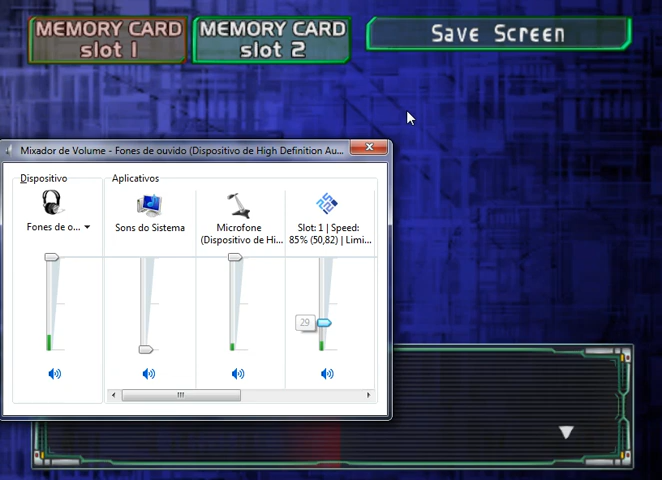 MEMORY CARD
slot 1
MEMORY CARD
slot 2
Save Screen
Mixador de Volume - Fones de ouvido (Dispositivo de High Definition Au...
Dispositivo
Aplicativos
Fones de o...
Sons do Sistema
Microfone
(Dispositivo de Hi...
Slot: 1 | Speed:
85% (50,82) | Limi...
29